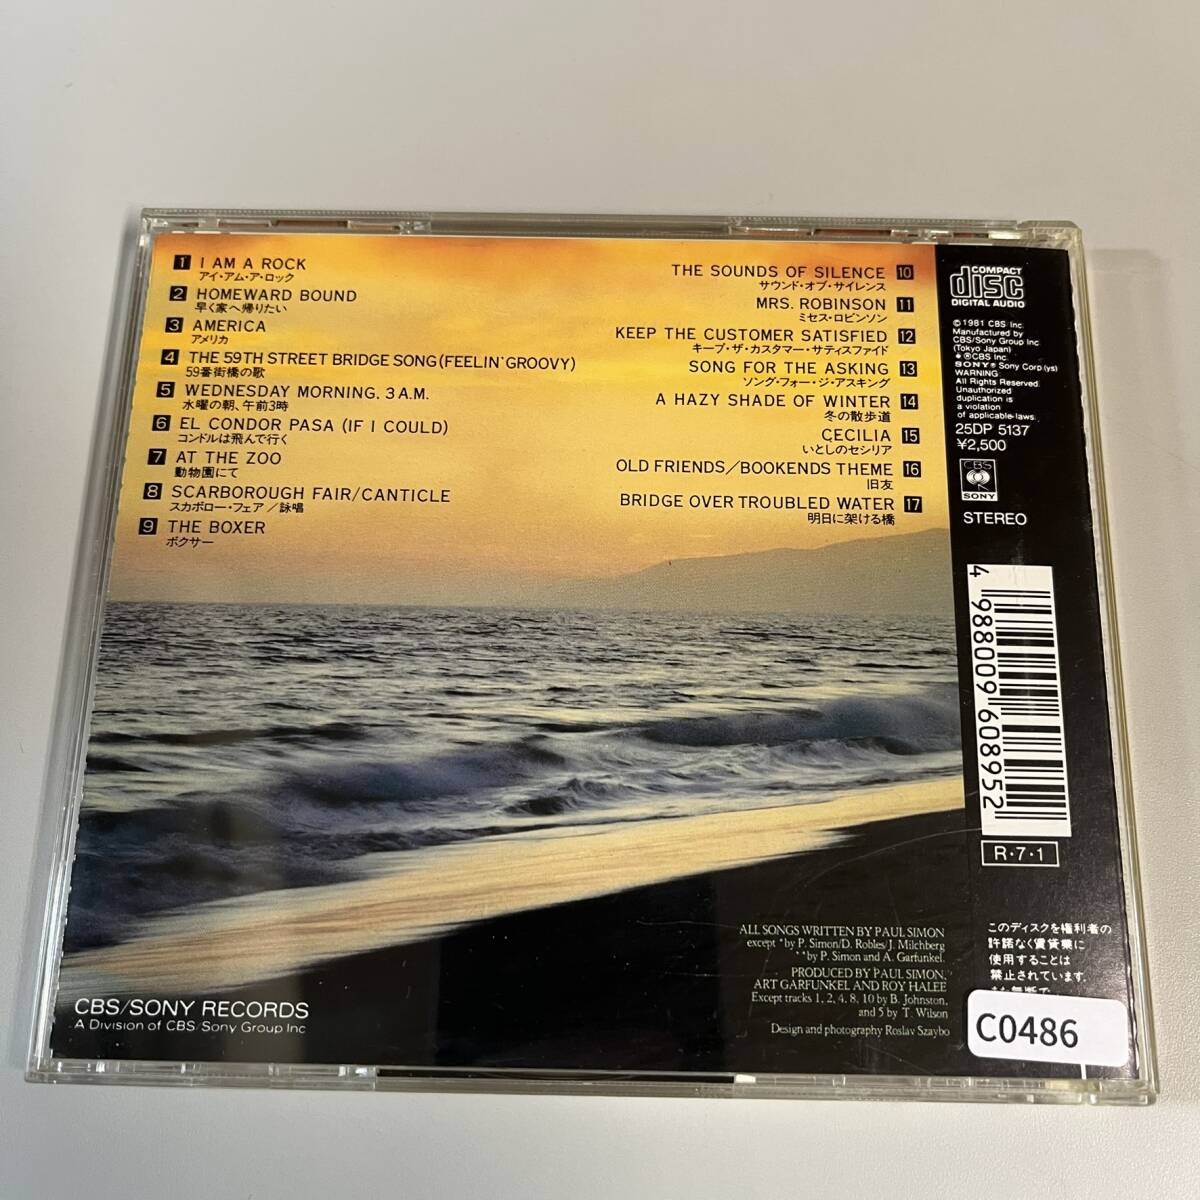 1 I AM A ROCK
アイ・アム・ア・ロック
2 HOMEWARD BOUND
早く家へ帰りたい
3 AMERICA
アメリカ
4 THE 59TH STREET BRIDGE SONG (FEELIN' GROOVY)
59番街橋の歌
5 WEDNESDAY MORNING, 3 A.M.
水曜の朝、午前3時
6 EL CONDOR PASA (IF I COULD)
コンドルは飛んで行く
7 AT THE ZOO
動物園にて
8 SCARBOROUGH FAIR/CANTICLE
スカボロー・フェア／詠唱
9 THE BOXER
ボクサー
THE SOUNDS OF SILENCE 10
サウンド・オブ・サイレンス
MRS. ROBINSON 11
ミセス・ロビンソン
KEEP THE CUSTOMER SATISFIED 12
キープ・ザ・カスタマー・サティスファイド
SONG FOR THE ASKING 13
ソング・フォー・ジ・アスキング
A HAZY SHADE OF WINTER 14
冬の散歩道
CECILIA 15
いとしのセシリア
OLD FRIENDS/BOOKENDS THEME 16
旧友
BRIDGE OVER TROUBLED WATER 17
明日に架ける橋
COMPACT
disc
DIGITAL AUDIO
©1981 CBS Inc.
Manufactured by
CBS/Sony Group Inc.
(Tokyo Japan)
®CBS Inc.
SONY® Sony Corp (ys)
WARNING:
All Rights Reserved.
Unauthorized
duplication is
a violation
of applicable laws.
25DP 5137
¥2,500
CBS
SONY
STEREO
4 988009 608952
R・7・1
このディスクを権利者の
許諾なく賃貸業に
使用することは
禁止されています。
また無断で
C0486
ALL SONGS WRITTEN BY PAUL SIMON
except *by P. Simon/D. Robles/J. Milchberg
**by P. Simon and A. Garfunkel.
PRODUCED BY PAUL SIMON,
ART GARFUNKEL AND ROY HALEE
Except tracks 1, 2, 4, 8, 10 by B. Johnston,
and 5 by T. Wilson
Design and photography Roslav Szaybo
CBS/SONY RECORDS
A Division of CBS/Sony Group Inc.